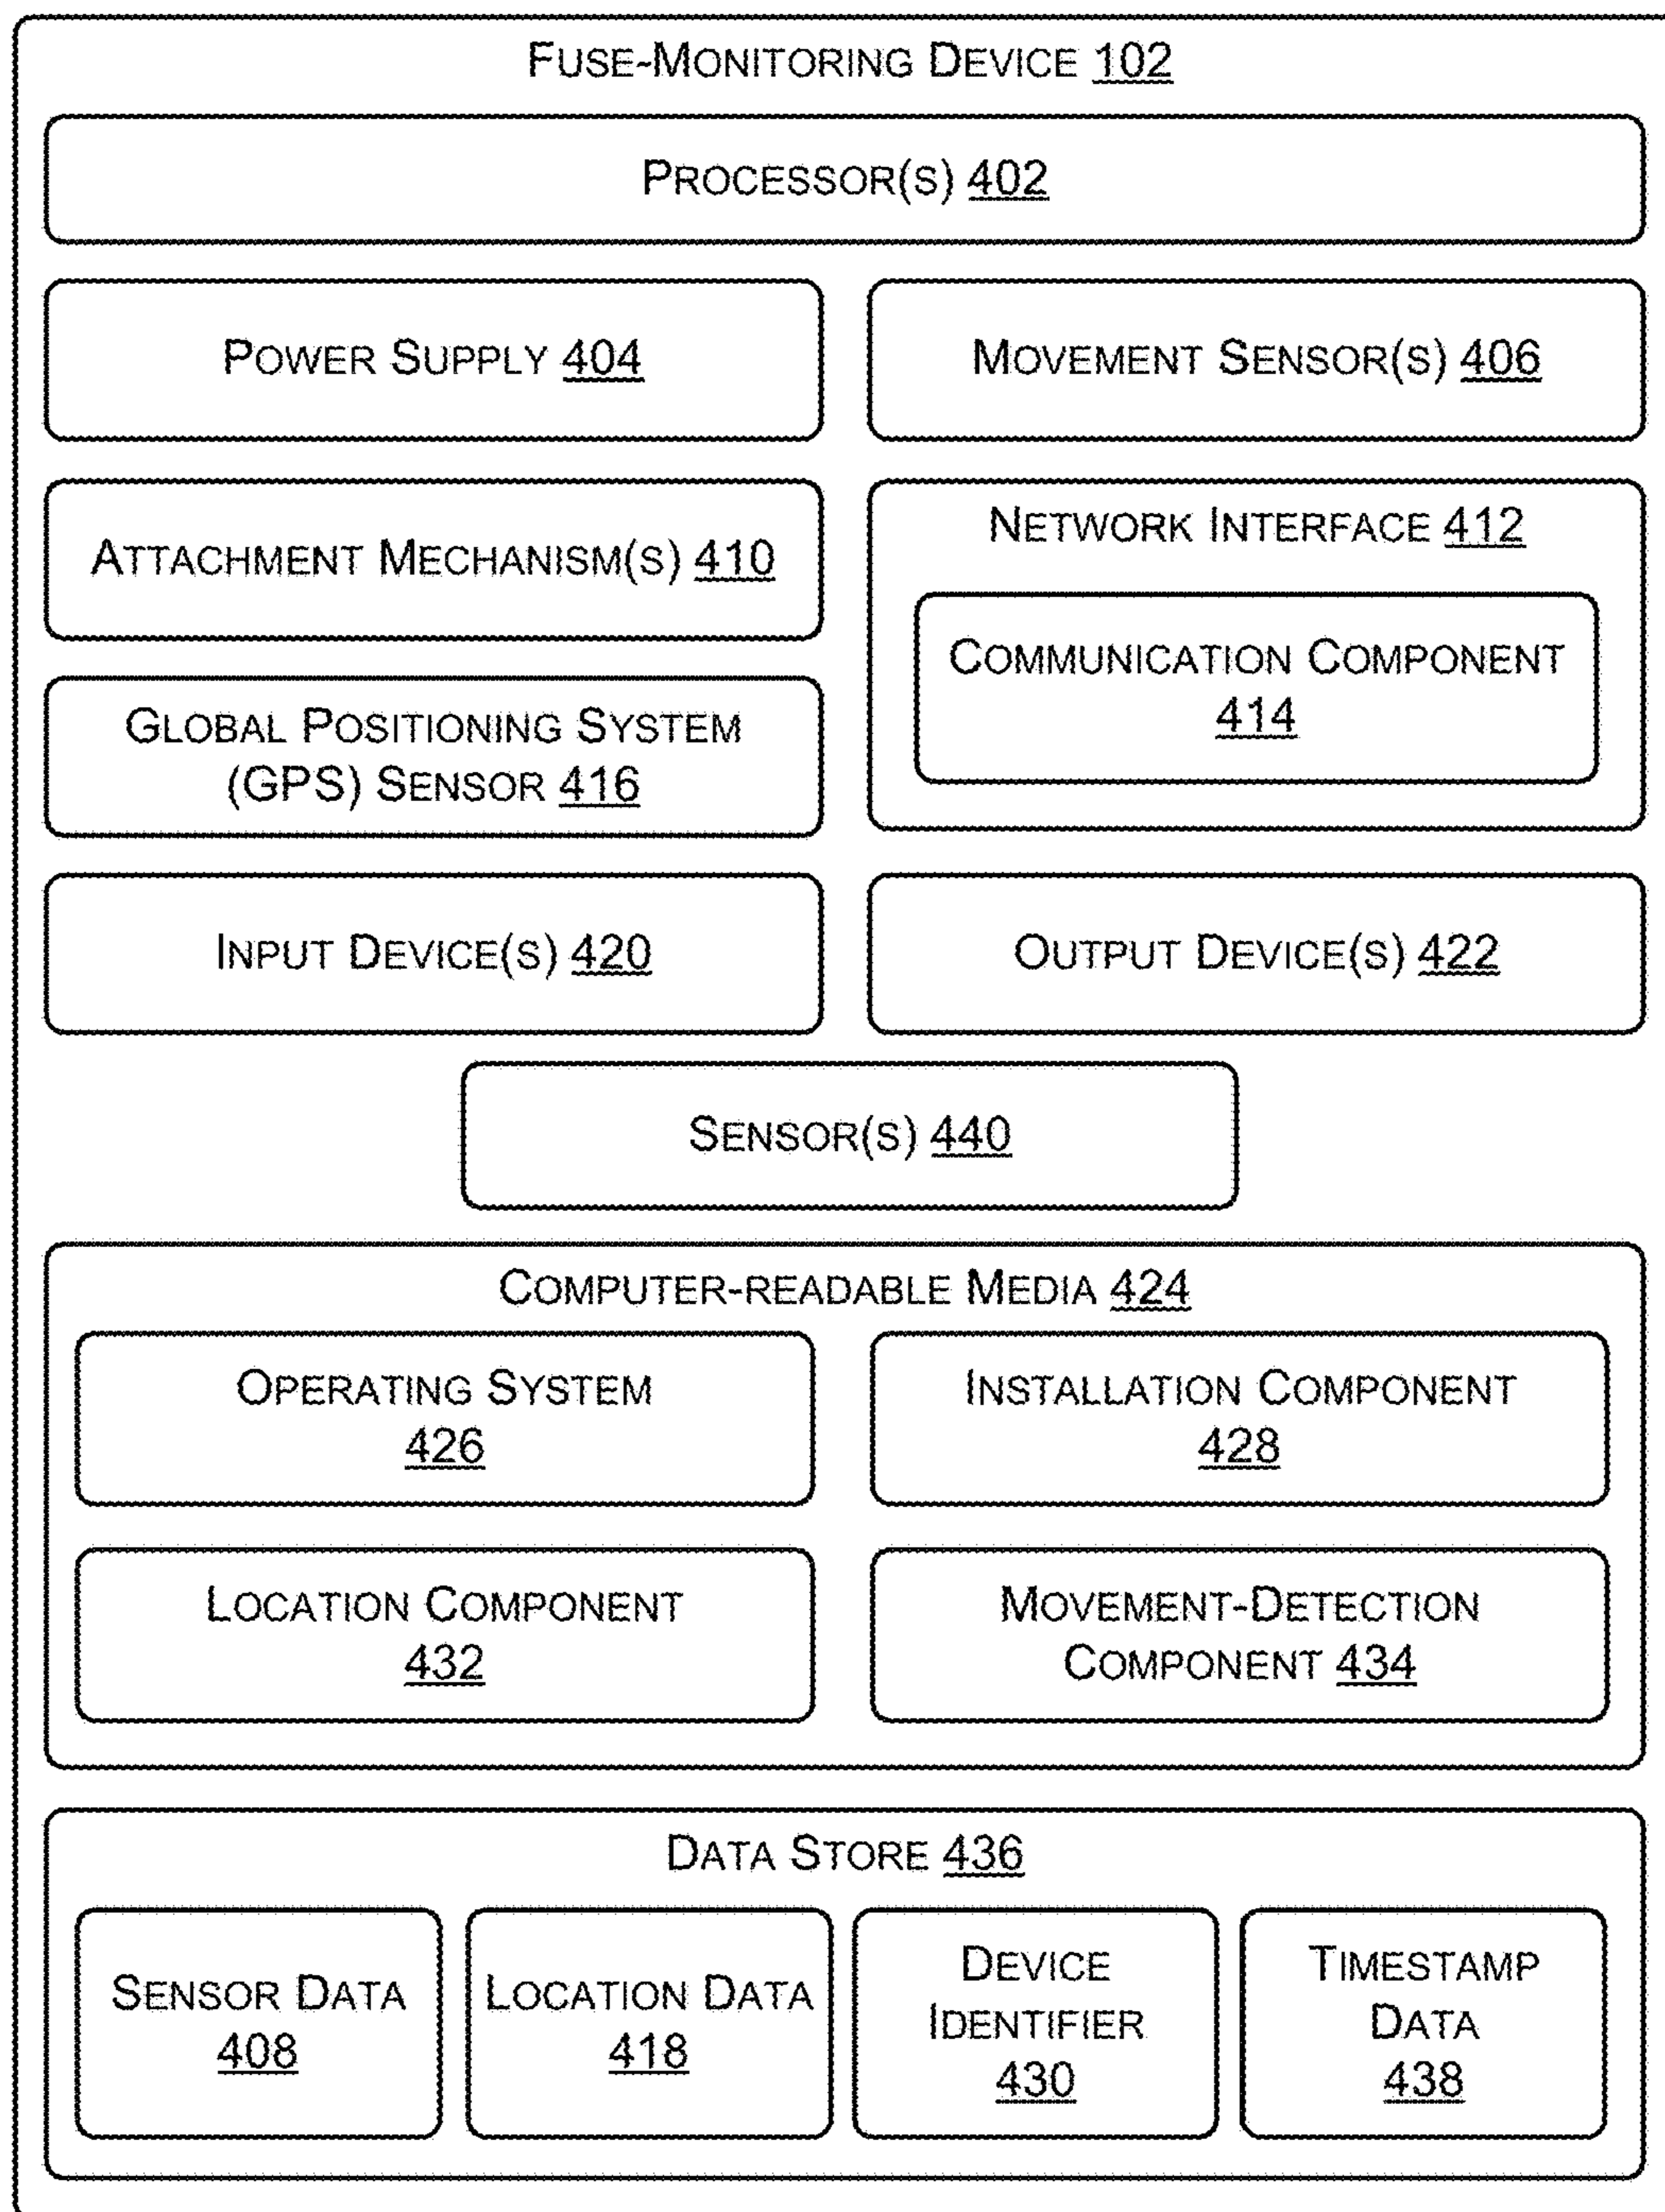 FUSE-MONITORING DEVICE 102
PROCESSOR(S) 402
POWER SUPPLY 404
MOVEMENT SENSOR(S) 406
ATTACHMENT MECHANISM(S) 410
NETWORK INTERFACE 412
COMMUNICATION COMPONENT
414
GLOBAL POSITIONING SYSTEM
(GPS) SENSOR 416
INPUT DEVICE(S) 420
OUTPUT DEVICE(S) 422
SENSOR(S) 440
COMPUTER-READABLE MEDIA 424
OPERATING SYSTEM
426
INSTALLATION COMPONENT
428
LOCATION COMPONENT
432
MOVEMENT-DETECTION
COMPONENT 434
DATA STORE 436
SENSOR DATA
408
LOCATION DATA
418
DEVICE
IDENTIFIER
430
TIMESTAMP
DATA
438